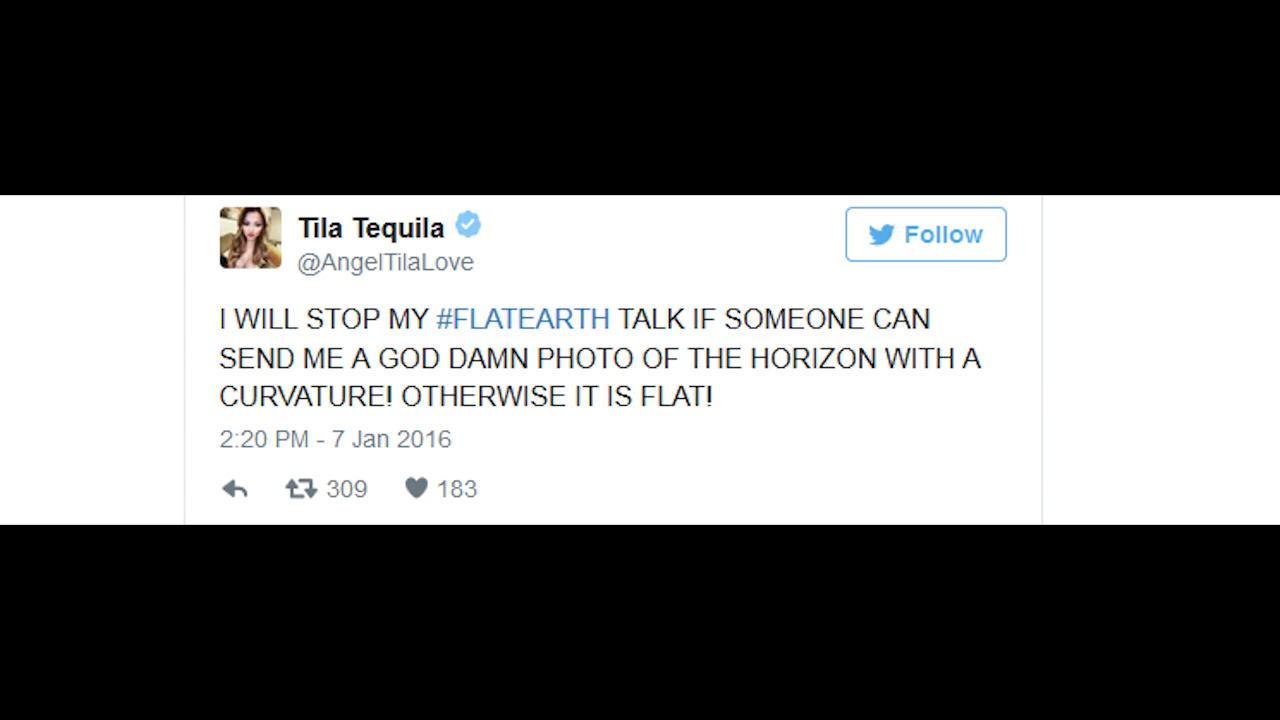 Tila Tequila
Follow
@AngelTilaLove
I WILL STOP MY #FLATEARTH TALK IF SOMEONE CAN
SEND ME A GOD DAMN PHOTO OF THE HORIZON WITH A
CURVATURE! OTHERWISE IT IS FLAT!
2:20 PM - 7 Jan 2016
309 183